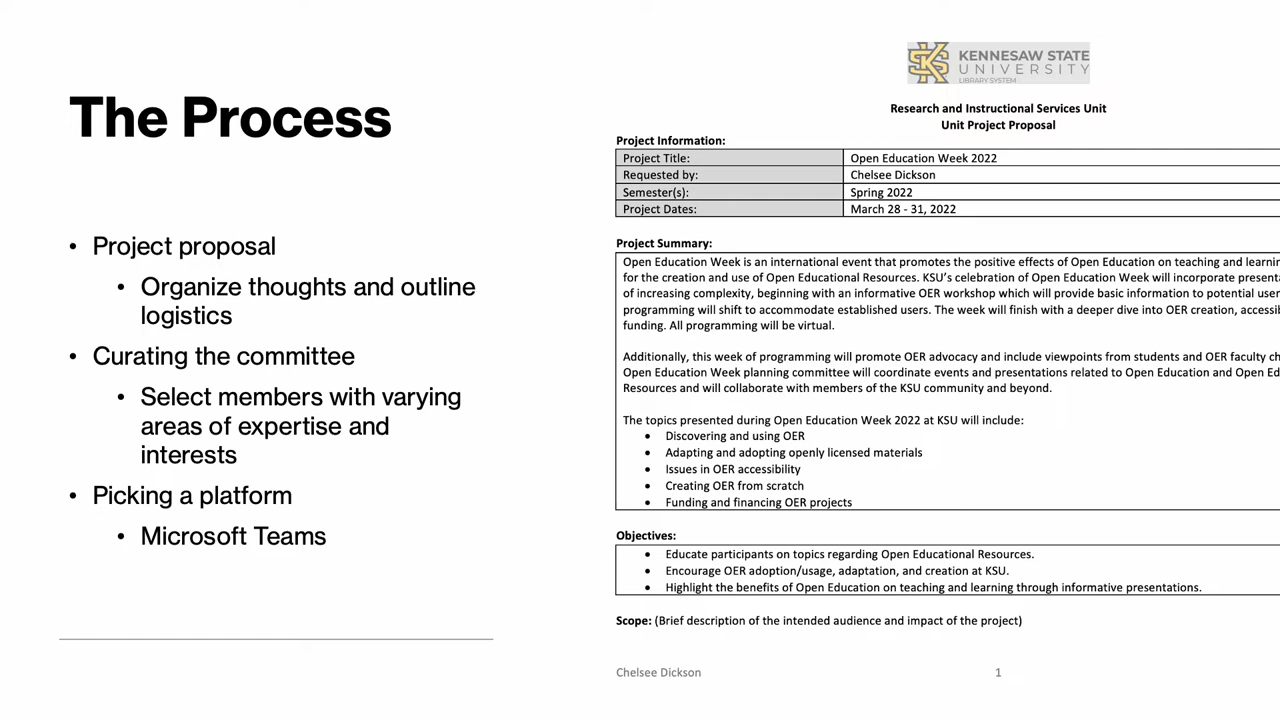 The Process
• Project proposal
• Organize thoughts and outline
logistics
• Curating the committee
• Select members with varying
areas of expertise and
interests
• Picking a platform
• Microsoft Teams
KENNESAW STATE
UNIVERSITY
LIBRARY SYSTEM
Research and Instructional Services Unit
Unit Project Proposal
Project Information:
Project Title: Open Education Week 2022
Requested by: Chelsee Dickson
Semester(s): Spring 2022
Project Dates: March 28 - 31, 2022
Project Summary:
Open Education Week is an international event that promotes the positive effects of Open Education on teaching and
for the creation and use of Open Educational Resources. KSU's celebration of Open Education Week will incorporate
of increasing complexity, beginning with an informative OER workshop which will provide basic information to potential
programming will shift to accommodate established users. The week will finish with a deeper dive into OER creation,
funding. All programming will be virtual.
Additionally, this week of programming will promote OER advocacy and include viewpoints from students and OER faculty
Open Education Week planning committee will coordinate events and presentations related to Open Education and Open
Resources and will collaborate with members of the KSU community and beyond.
The topics presented during Open Education Week 2022 at KSU will include:
• Discovering and using OER
• Adapting and adopting openly licensed materials
• Issues in OER accessibility
• Creating OER from scratch
• Funding and financing OER projects
Objectives:
• Educate participants on topics regarding Open Educational Resources.
• Encourage OER adoption/usage, adaptation, and creation at KSU.
• Highlight the benefits of Open Education on teaching and learning through informative presentations.
Scope: (Brief description of the intended audience and impact of the project)
Chelsee Dickson 1